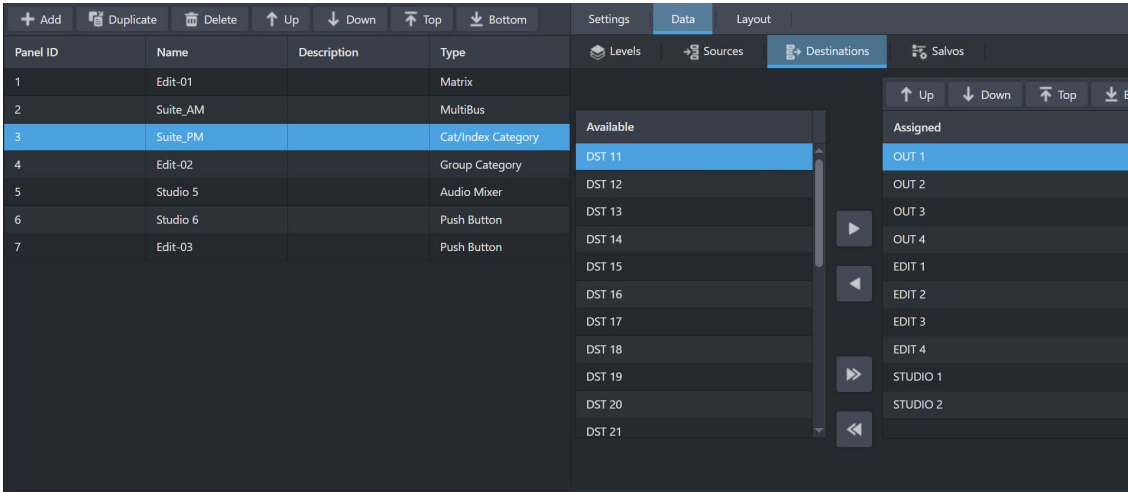 Add Duplicate Delete Up Down Top Bottom
Panel ID Name Description Type
1 Edit-01 Matrix
2 Suite_AM MultiBus
3 Suite_PM Cat/Index Category
4 Edit-02 Group Category
5 Studio 5 Audio Mixer
6 Studio 6 Push Button
7 Edit-03 Push Button
Settings Data Layout
Levels Sources Destinations Salvos
Available
DST 11
DST 12
DST 13
DST 14
DST 15
DST 16
DST 17
DST 18
DST 19
DST 20
DST 21
Up Down Top
Assigned
OUT 1
OUT 2
OUT 3
OUT 4
EDIT 1
EDIT 2
EDIT 3
EDIT 4
STUDIO 1
STUDIO 2